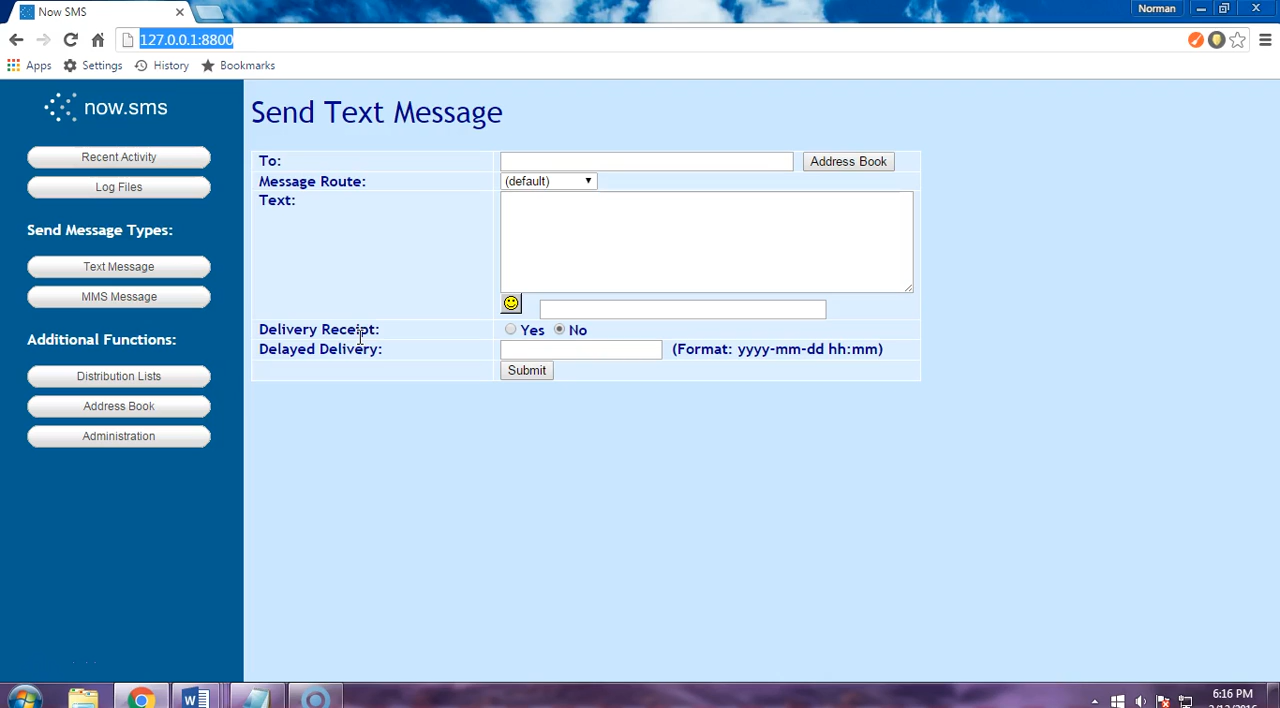 Now SMS
Norman
127.0.0.1:8800
Apps Settings History Bookmarks
now.sms
Recent Activity
Log Files
Send Message Types:
Text Message
MMS Message
Additional Functions:
Distribution Lists
Address Book
Administration
Send Text Message
To:
Address Book
Message Route:
(default)
Text:
Delivery Receipt:
Yes No
Delayed Delivery:
(Format: yyyy-mm-dd hh:mm)
Submit
6:16 PM